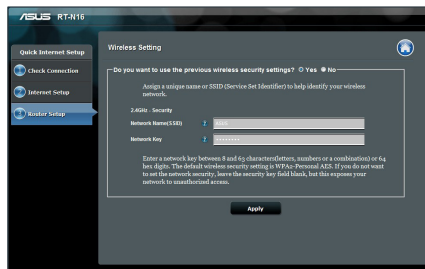 ASUS RT-N16
Quick Internet Setup
Wireless Setting
Check Connection
Internet Setup
Router Setup
Do you want to use the previous wireless security settings? Yes No
Assign a unique name or SSID (Service Set Identifier) to help identify your wireless
network.
2.4GHz - Security
Network Name(SSID) ?
Network Key ? --------
Enter a network key between 8 and 63 characters(letters, numbers or a combination) or 64
hex digits. The default wireless security setting is WPA2-Personal AES. If you do not want
to set the network security, leave the security key field blank, but this exposes your
network to unauthorized access.
Apply